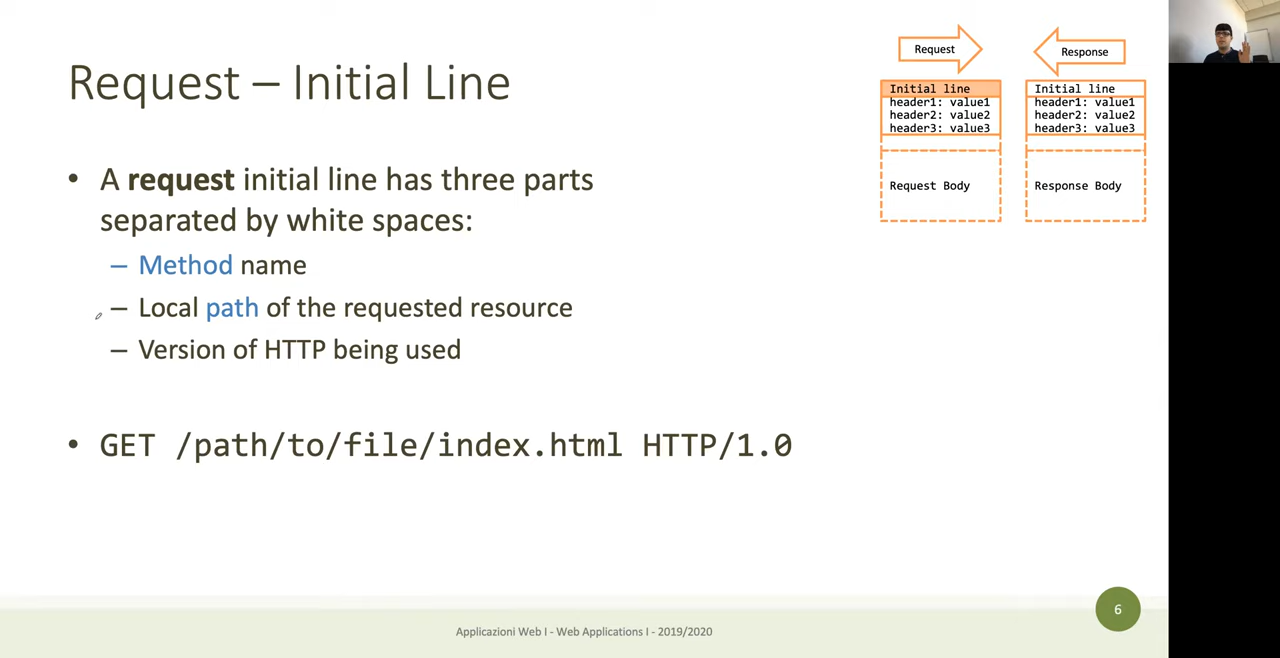 Request – Initial Line
• A request initial line has three parts
separated by white spaces:
– Method name
– Local path of the requested resource
– Version of HTTP being used
• GET /path/to/file/index.html HTTP/1.0
Request
Initial line
header1: value1
header2: value2
header3: value3
Request Body
Response
Initial line
header1: value1
header2: value2
header3: value3
Response Body
Applicazioni Web I - Web Applications I - 2019/2020
6